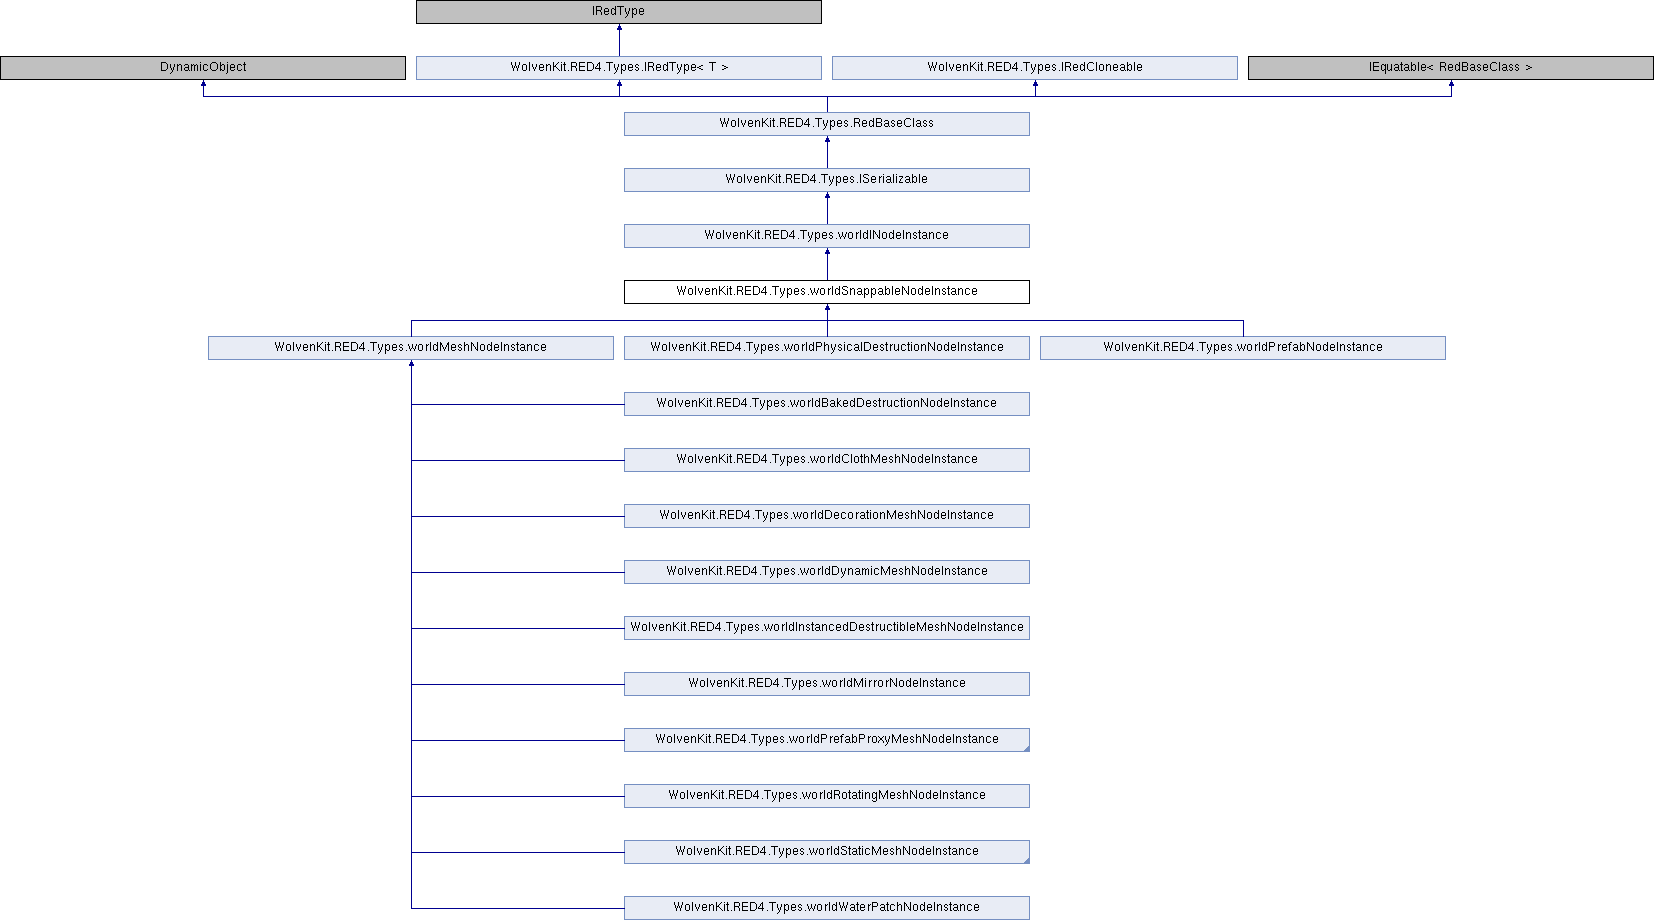 IRedType
DynamicObject
WolvenKit.RED4.Types.IRedType< T >
WolvenKit.RED4.Types.IRedCloneable
IEquatable< RedBaseClass >
WolvenKit.RED4.Types.RedBaseClass
WolvenKit.RED4.Types.ISerializable
WolvenKit.RED4.Types.worldINodeInstance
WolvenKit.RED4.Types.worldSnappableNodeInstance
WolvenKit.RED4.Types.worldMeshNodeInstance
WolvenKit.RED4.Types.worldPhysicalDestructionNodeInstance
WolvenKit.RED4.Types.worldPrefabNodeInstance
WolvenKit.RED4.Types.worldBakedDestructionNodeInstance
WolvenKit.RED4.Types.worldClothMeshNodeInstance
WolvenKit.RED4.Types.worldDecorationMeshNodeInstance
WolvenKit.RED4.Types.worldDynamicMeshNodeInstance
WolvenKit.RED4.Types.worldInstancedDestructibleMeshNodeInstance
WolvenKit.RED4.Types.worldMirrorNodeInstance
WolvenKit.RED4.Types.worldPrefabProxyMeshNodeInstance
WolvenKit.RED4.Types.worldRotatingMeshNodeInstance
WolvenKit.RED4.Types.worldStaticMeshNodeInstance
WolvenKit.RED4.Types.worldWaterPatchNodeInstance